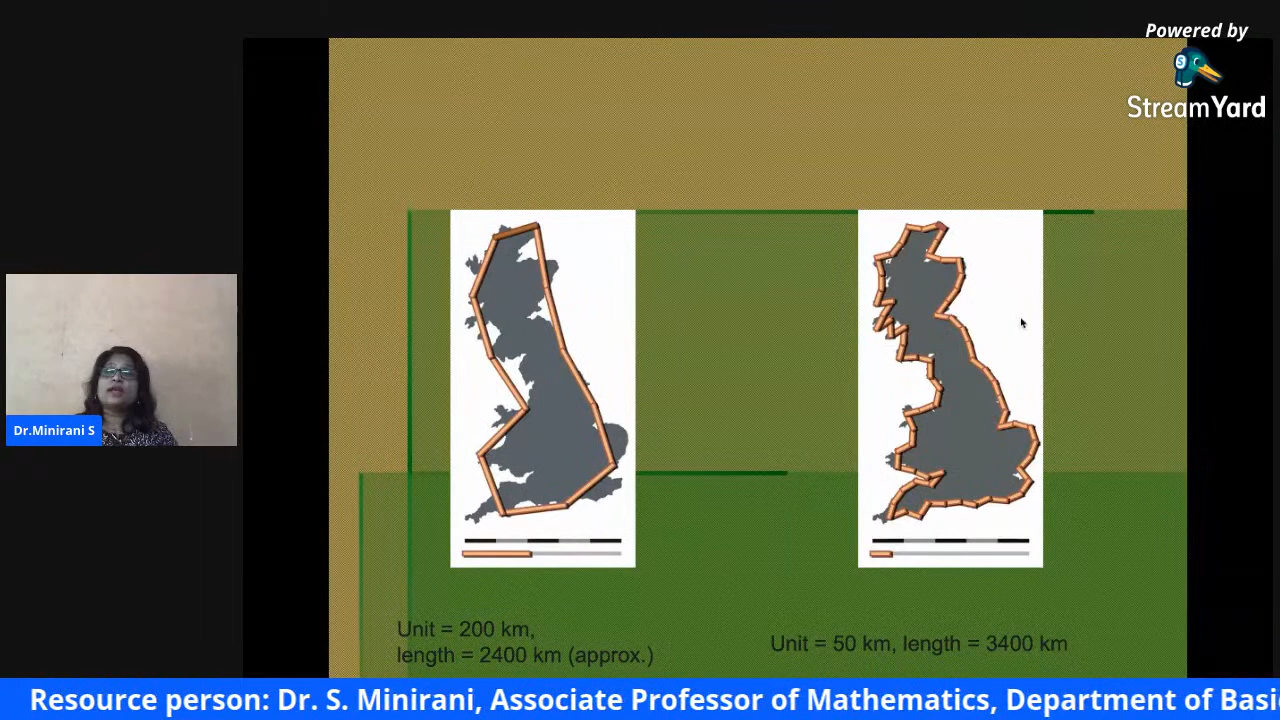 Powered by
S
StreamYard
Dr.Minirani S
Unit = 200 km,
length = 2400 km (approx.)
Unit = 50 km, length = 3400 km
Resource person: Dr. S. Minirani, Associate Professor of Mathematics, Department of Basi